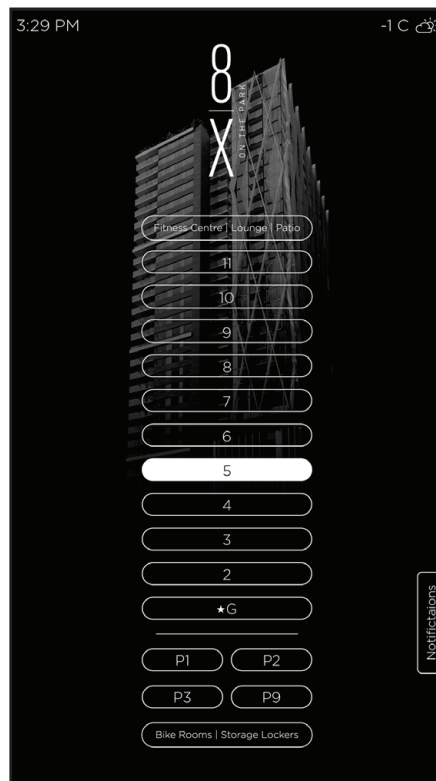 3:29 PM
-1 C
8
X
ON THE PARK
Fitness Centre | Lounge | Patio
11
10
9
8
7
6
5
4
3
2
★G
P1 P2
P3 P9
Bike Rooms | Storage Lockers
Notifictaions